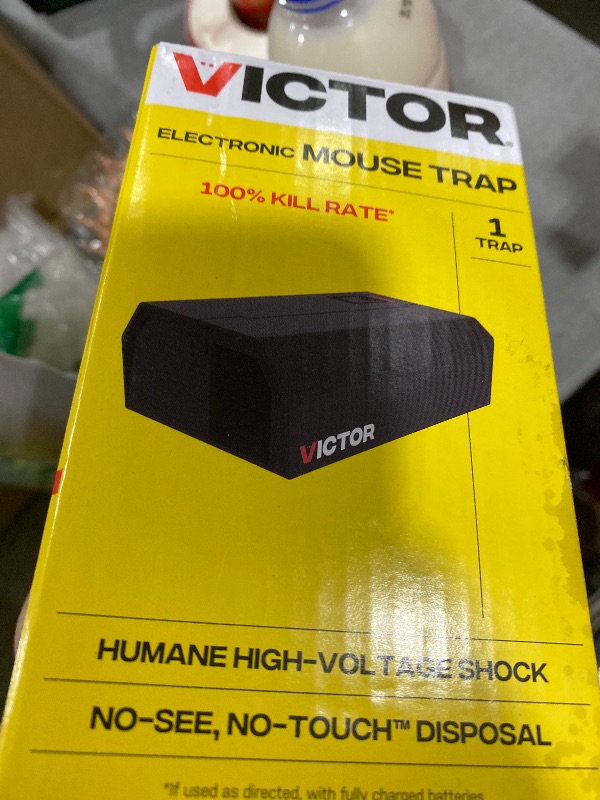 VICTOR
ELECTRONIC MOUSE TRAP
100% KILL RATE*
1
TRAP
VICTOR
HUMANE HIGH-VOLTAGE SHOCK
NO-SEE, NO-TOUCH™ DISPOSAL
*If used as directed, with fully charged batteries